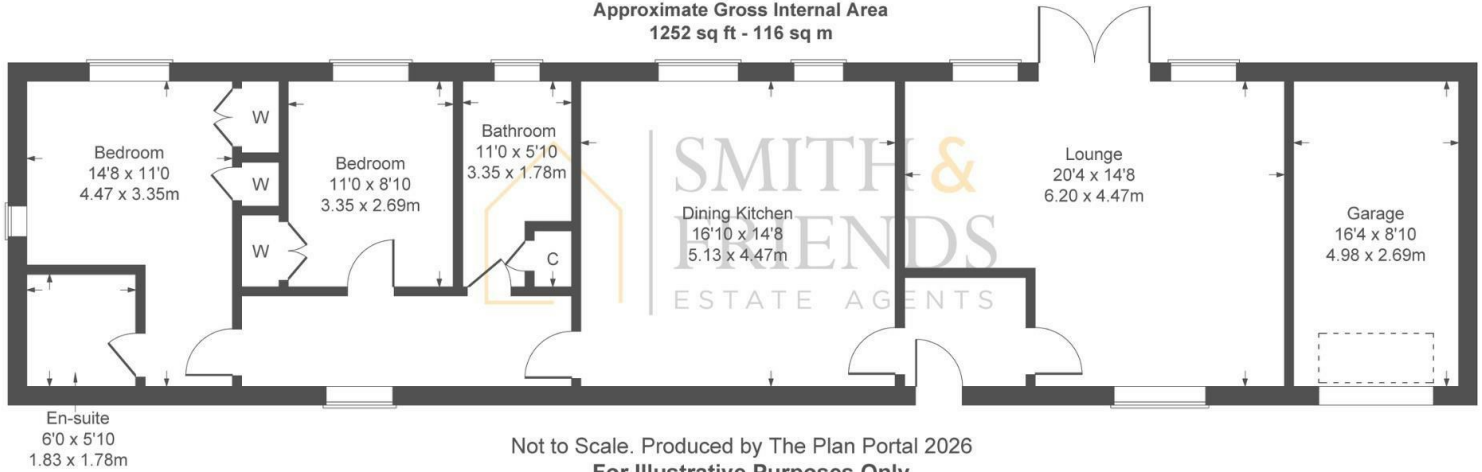 Approximate Gross Internal Area
1252 sq ft - 116 sq m
Bedroom
14'8 x 11'0
4.47 x 3.35m
W
W
W
Bedroom
11'0 x 8'10
3.35 x 2.69m
Bathroom
11'0 x 5'10
3.35 x 1.78m
C
Dining Kitchen
16'10 x 14'8
5.13 x 4.47m
SMITH &
FRIENDS
ESTATE AGENTS
Lounge
20'4 x 14'8
6.20 x 4.47m
Garage
16'4 x 8'10
4.98 x 2.69m
En-suite
6'0 x 5'10
1.83 x 1.78m
Not to Scale. Produced by The Plan Portal 2026
For Illustrative Purposes Only